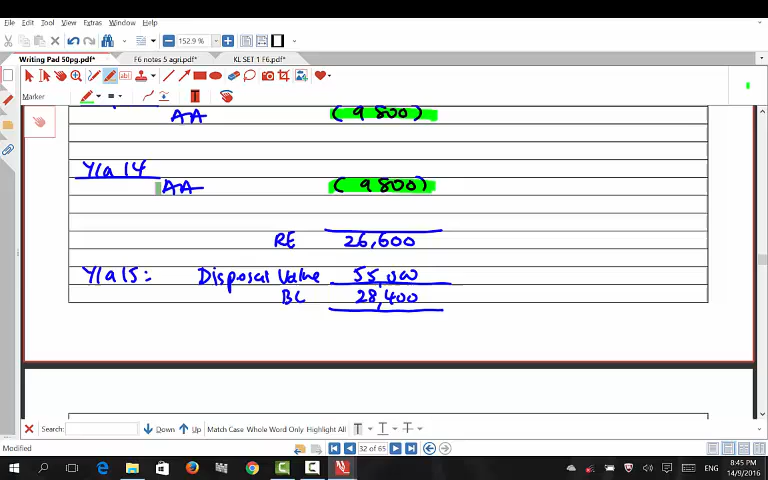 File Edit View Extras Window Help
152.9%
Writing Pad 50pg.pdf* F6 notes 5 agri.pdf* KL SET 1 F6.pdf*
Marker
AA (9 800)
Y/a 14
AA (9 800)
RE 26,600
Y/a 15: Disposal Value 55,000
BC 28,400
Search: Down Up Match Case Whole Word Only Highlight All
Modified 32 of 65
ENG 8:45 PM
14/9/2016